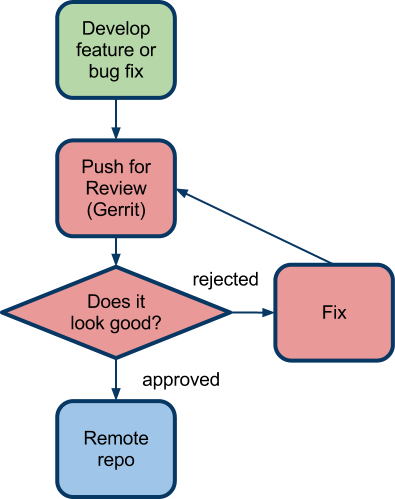 Develop
feature or
bug fix
Push for
Review
(Gerrit)
rejected
Does it
look good?
Fix
approved
Remote
repo